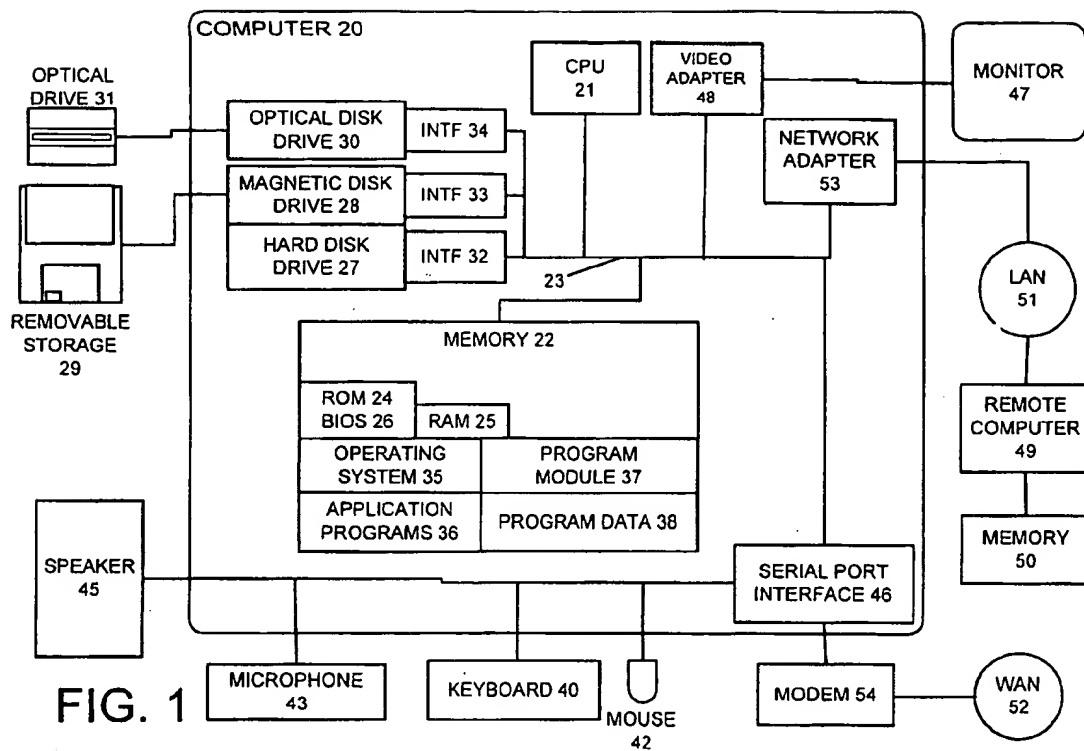 COMPUTER 20
OPTICAL
DRIVE 31
OPTICAL DISK
DRIVE 30
INTF 34
MAGNETIC DISK
DRIVE 28
INTF 33
HARD DISK
DRIVE 27
INTF 32
REMOVABLE
STORAGE
29
CPU
21
VIDEO
ADAPTER
48
MONITOR
47
NETWORK
ADAPTER
53
23
LAN
51
MEMORY 22
ROM 24
BIOS 26
RAM 25
OPERATING
SYSTEM 35
PROGRAM
MODULE 37
APPLICATION
PROGRAMS 36
PROGRAM DATA 38
REMOTE
COMPUTER
49
MEMORY
50
SPEAKER
45
SERIAL PORT
INTERFACE 46
MICROPHONE
43
KEYBOARD 40
MOUSE
42
MODEM 54
WAN
52
FIG. 1